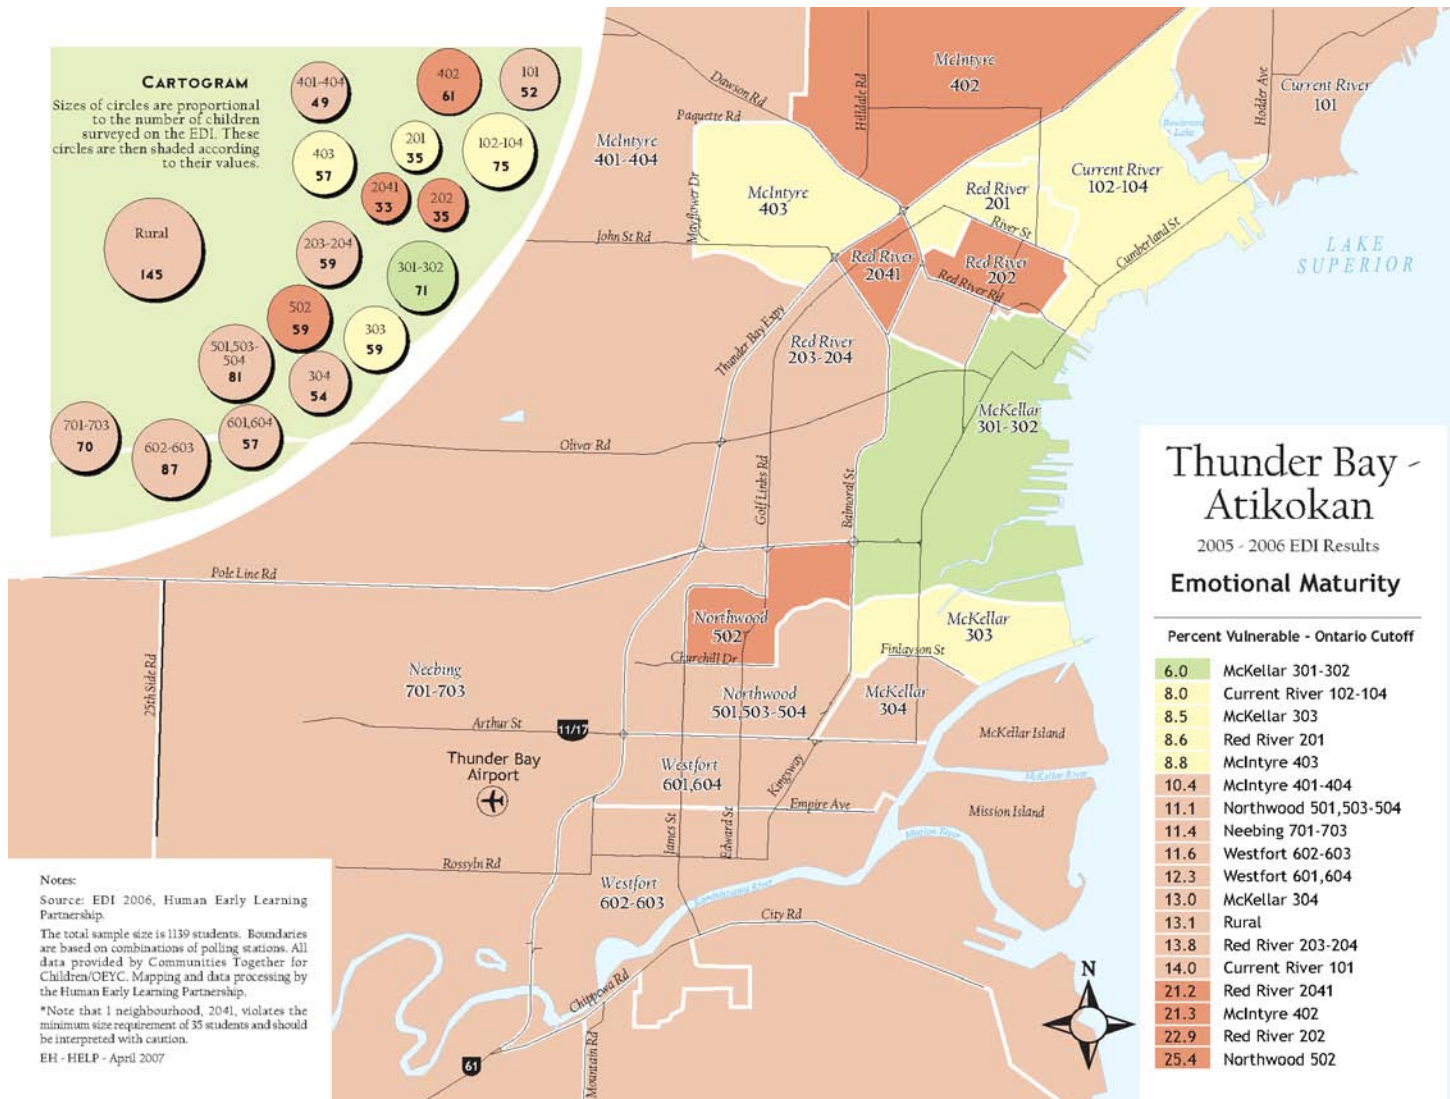 CARTOGRAM
Sizes of circles are proportional
to the number of children
surveyed on the EDI. These
circles are then shaded according
to their values.
401-404
49
402
61
101
52
403
57
201
35
102-104
75
2041
33
202
35
Rural
145
203-204
59
301-302
71
502
59
303
59
501,503-
504
81
304
54
701-703
70
602-603
87
601,604
57
McIntyre
402
Current River
101
Hodder Ave
Hilldale Rd
Dawson Rd
Paquette Rd
Boulevard
Lake
McIntyre
401-404
McIntyre
403
Mayflower Dr
Red River
201
Current River
102-104
River St
Cumberland St
John St Rd
Red River
2041
Red River
202
Red River Rd
LAKE
SUPERIOR
Thunder Bay Expy
Red River
203-204
McKellar
301-302
Oliver Rd
Golf Links Rd
Balmoral St
Pole Line Rd
Northwood
502
Churchill Dr
McKellar
303
Finlayson St
25th Side Rd
Neebing
701-703
Northwood
501,503-504
McKellar
304
Arthur St
11/17
McKellar Island
Thunder Bay
Airport
Westfort
601,604
Kingsway
McKellar River
Empire Ave
Mission Island
James St
Edward St
Mission River
Rosslyn Rd
Westfort
602-603
Kaministiquia River
City Rd
Chippewa Rd
Mountain Rd
61
N
Thunder Bay -
Atikokan
2005 - 2006 EDI Results
Emotional Maturity
Percent Vulnerable - Ontario Cutoff
6.0 McKellar 301-302
8.0 Current River 102-104
8.5 McKellar 303
8.6 Red River 201
8.8 McIntyre 403
10.4 McIntyre 401-404
11.1 Northwood 501,503-504
11.4 Neebing 701-703
11.6 Westfort 602-603
12.3 Westfort 601,604
13.0 McKellar 304
13.1 Rural
13.8 Red River 203-204
14.0 Current River 101
21.2 Red River 2041
21.3 McIntyre 402
22.9 Red River 202
25.4 Northwood 502
Notes:
Source: EDI 2006, Human Early Learning
Partnership.
The total sample size is 1139 students. Boundaries
are based on combinations of polling stations. All
data provided by Communities Together for
Children/OEYC. Mapping and data processing by
the Human Early Learning Partnership.
*Note that 1 neighbourhood, 2041, violates the
minimum size requirement of 35 students and should
be interpreted with caution.
EH - HELP - April 2007